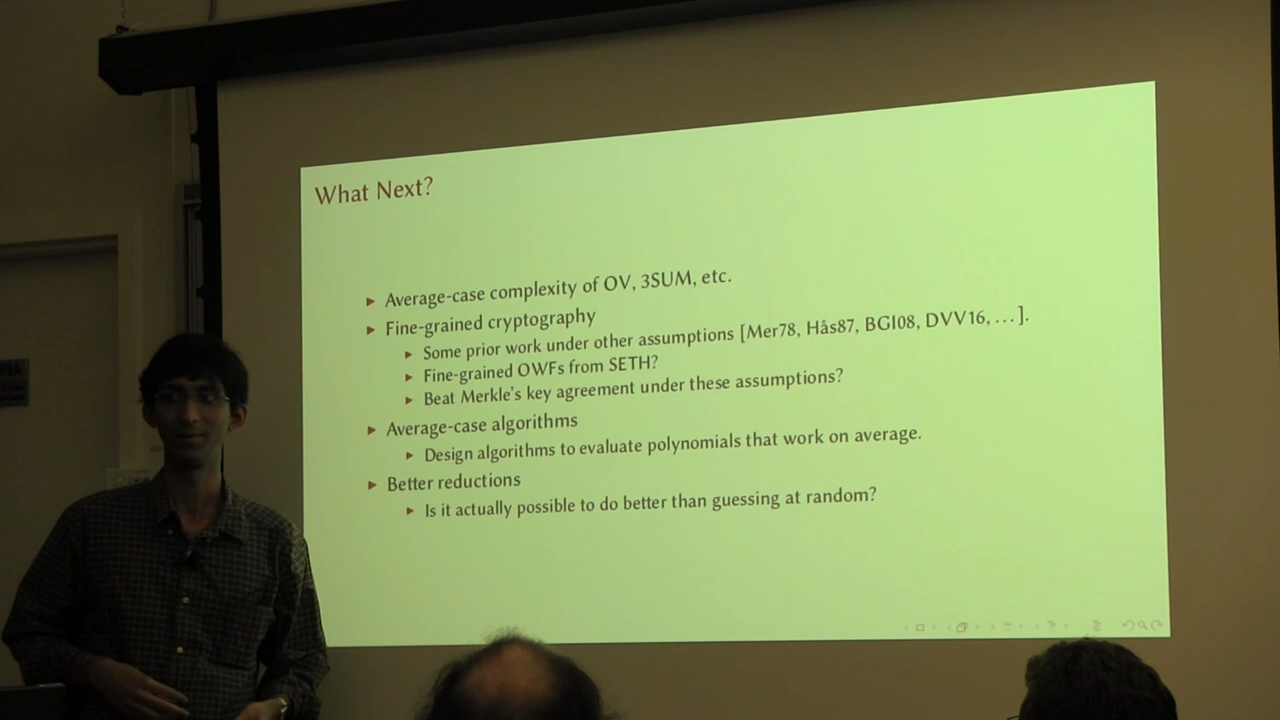 What Next?
▸ Average-case complexity of OV, 3SUM, etc.
▸ Fine-grained cryptography
▸ Some prior work under other assumptions [Mer78, Hås87, BGI08, DVV16, …].
▸ Fine-grained OWFs from SETH?
▸ Beat Merkle's key agreement under these assumptions?
▸ Average-case algorithms
▸ Design algorithms to evaluate polynomials that work on average.
▸ Better reductions
▸ Is it actually possible to do better than guessing at random?